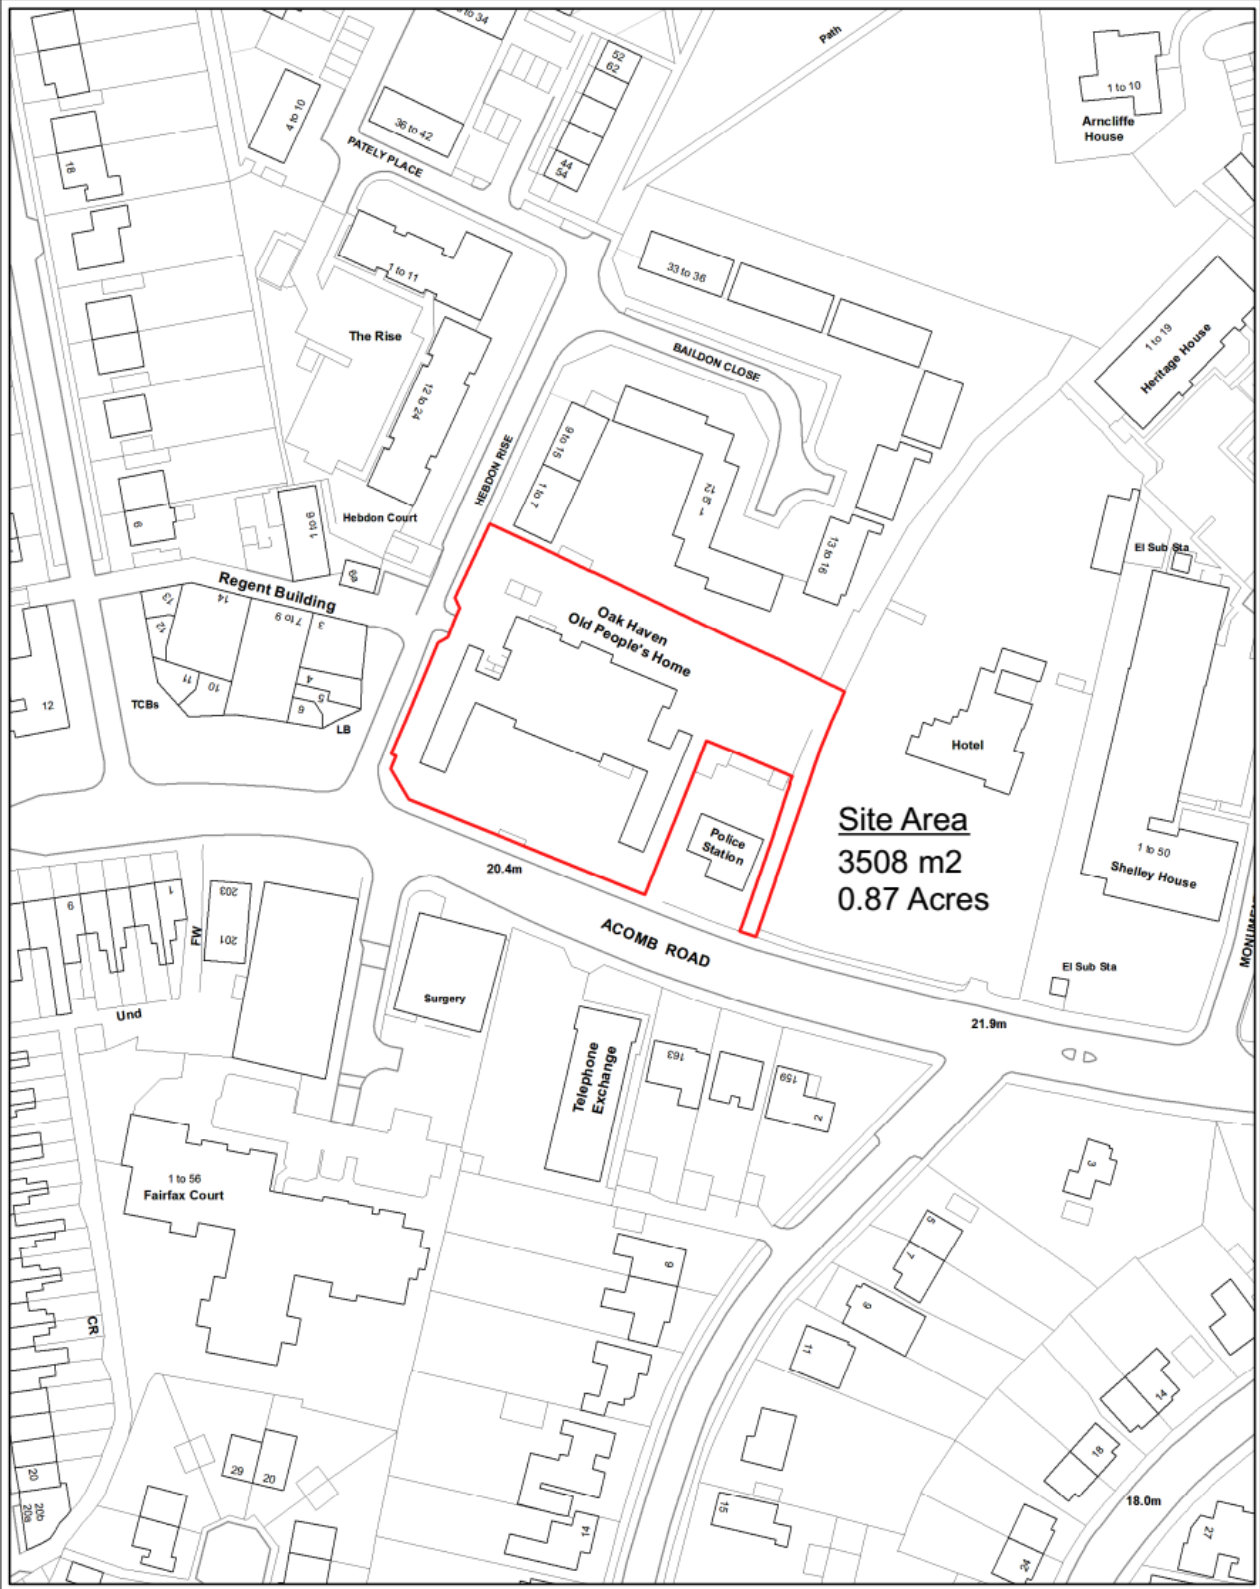 52
62
Path
1 to 10
Arncliffe
House
4 to 10
36 to 42
PATELY PLACE
44
54
18
1 to 11
33 to 36
The Rise
BAILDON CLOSE
1 to 19
Heritage House
12 to 24
9 to 15
HEBDON RISE
1 to 7
1 to 12
6
1 to 6
Hebdon Court
13 to 16
El Sub Sta
6a
Regent Building
13
14
7 to 9
3
12
Oak Haven
Old People's Home
11
10
4
5
6
12
TCBs
LB
Hotel
Site Area
3508 m2
0.87 Acres
Police
Station
1 to 50
Shelley House
20.4m
ACOMB ROAD
1
9
203
201
FW
El Sub Sta
Surgery
Und
21.9m
Telephone
Exchange
163
159
2
3
1 to 56
Fairfax Court
5
7
9
9
11
CR
14
18
29
20
20
20b
20a
15
14
18.0m
24
27